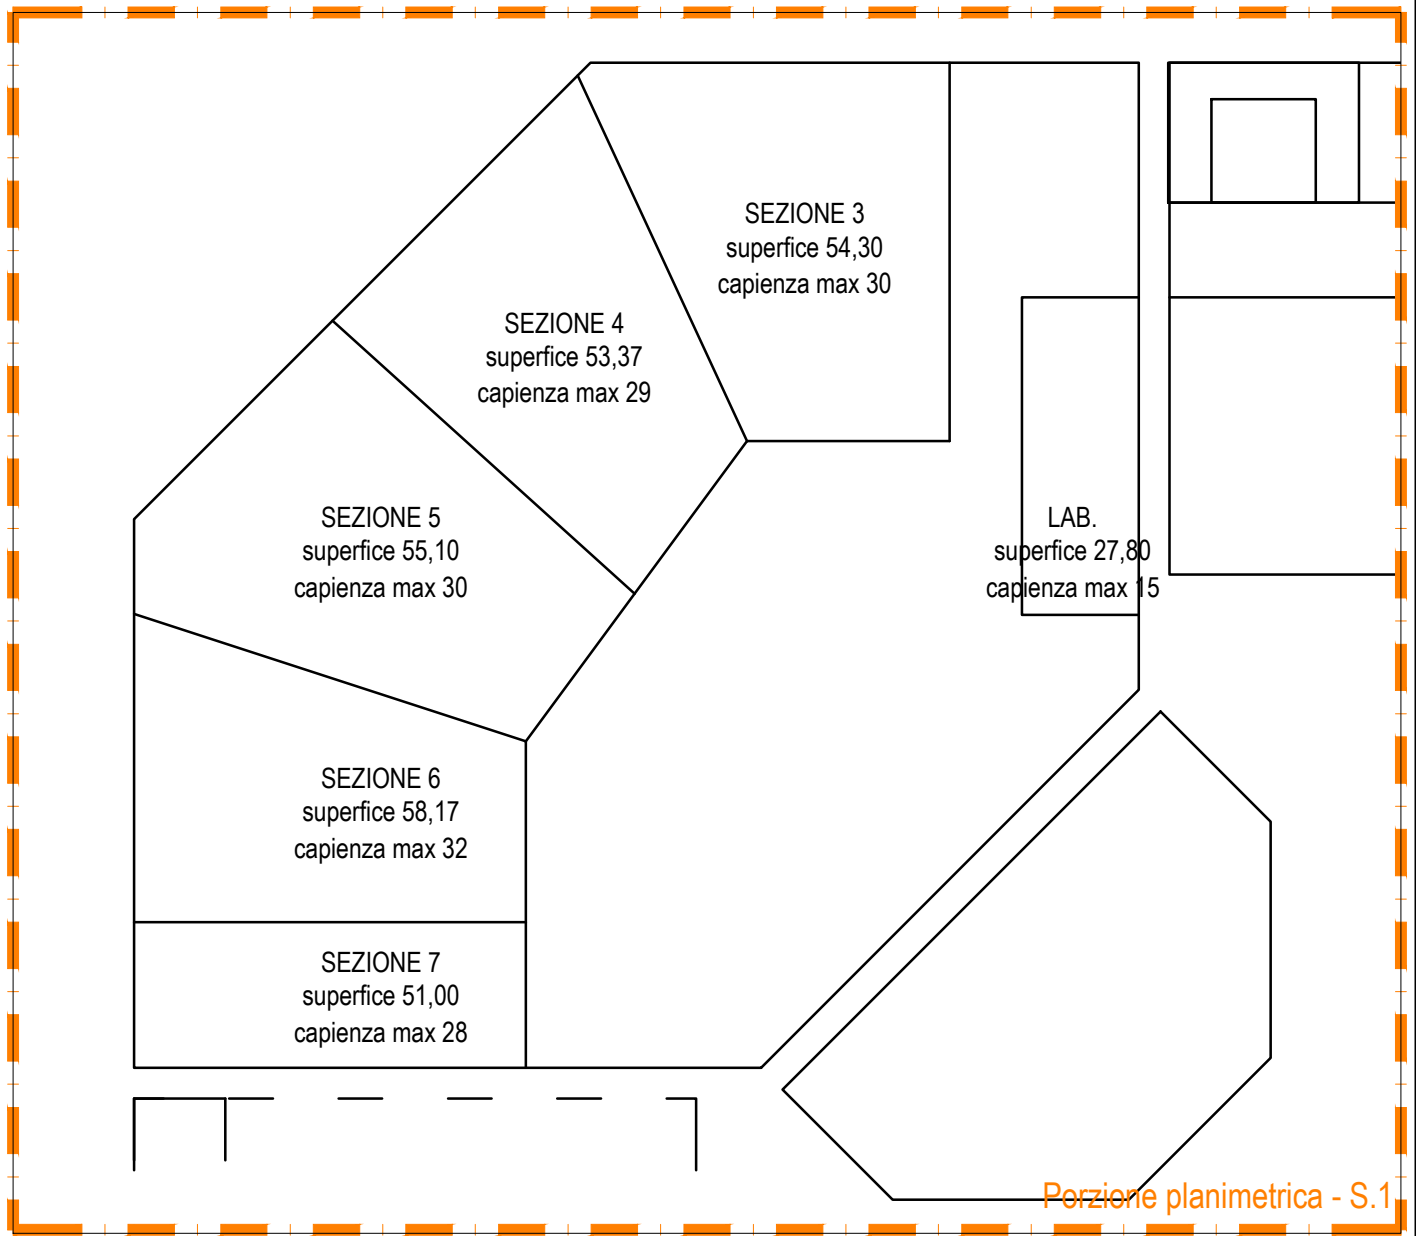 SEZIONE 3
superfice 54,30
capienza max 30
SEZIONE 4
superfice 53,37
capienza max 29
SEZIONE 5
superfice 55,10
capienza max 30
LAB.
superfice 27,80
capienza max 15
SEZIONE 6
superfice 58,17
capienza max 32
SEZIONE 7
superfice 51,00
capienza max 28
Porzione planimetrica - S.1